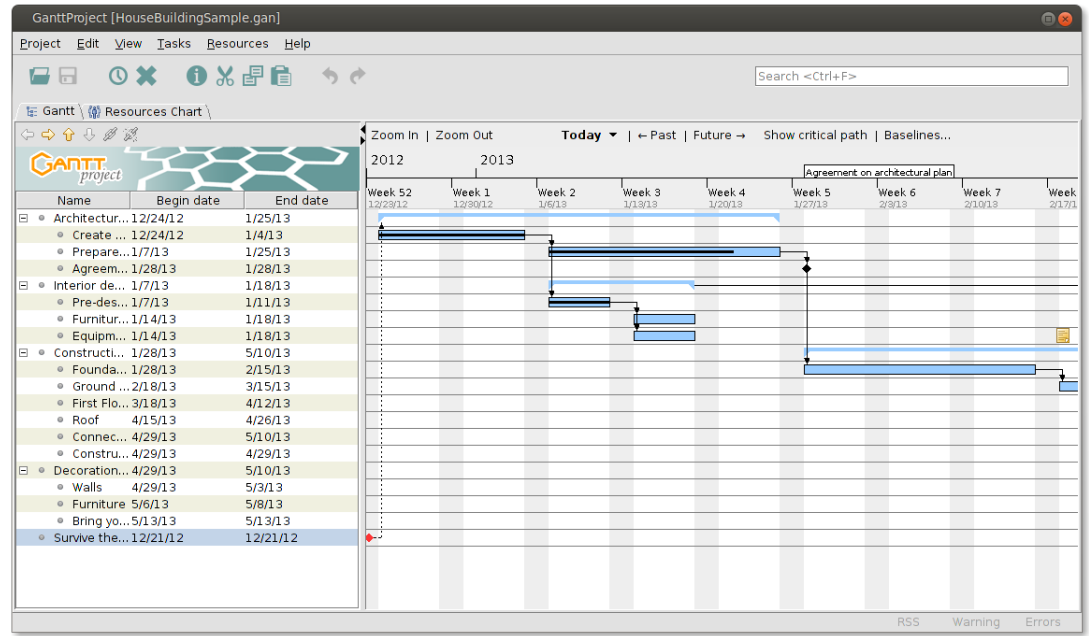 GanttProject [HouseBuildingSample.gan]
Project Edit View Tasks Resources Help
Search <Ctrl+F>
Gantt Resources Chart
Zoom In | Zoom Out Today | ← Past | Future → Show critical path | Baselines...
GANTT project
2012 2013
Agreement on architectural plan
Name Begin date End date
Week 52 Week 1 Week 2 Week 3 Week 4 Week 5 Week 6 Week 7 Week
12/23/12 12/30/12 1/6/13 1/13/13 1/20/13 1/27/13 2/3/13 2/10/13 2/17/1
Architectur... 12/24/12 1/25/13
Create ... 12/24/12 1/4/13
Prepare... 1/7/13 1/25/13
Agreem... 1/28/13 1/28/13
Interior de... 1/7/13 1/18/13
Pre-des... 1/7/13 1/11/13
Furnitur... 1/14/13 1/18/13
Equipm... 1/14/13 1/18/13
Constructi... 1/28/13 5/10/13
Founda... 1/28/13 2/15/13
Ground ... 2/18/13 3/15/13
First Flo... 3/18/13 4/12/13
Roof 4/15/13 4/26/13
Connec... 4/29/13 5/10/13
Constru... 4/29/13 4/29/13
Decoration... 4/29/13 5/10/13
Walls 4/29/13 5/3/13
Furniture 5/6/13 5/8/13
Bring yo... 5/13/13 5/13/13
Survive the... 12/21/12 12/21/12
RSS Warning Errors